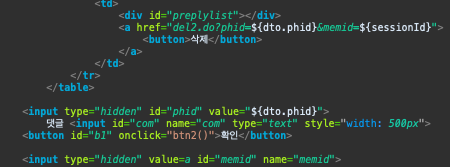 <td>
<div id="preplylist"></div>
<a href="del2.do?phid=${dto.phid}&memid=${sessionId}">
<button>삭제</button>
</a>
</td>
</tr>
</table>
<input type="hidden" id="phid" value="${dto.phid}">
댓글 <input id="com" name="com" type="text" style="width: 500px">
<button id="b1" onclick="btn2()">확인</button>
<input type="hidden" value=a id="memid" name="memid">